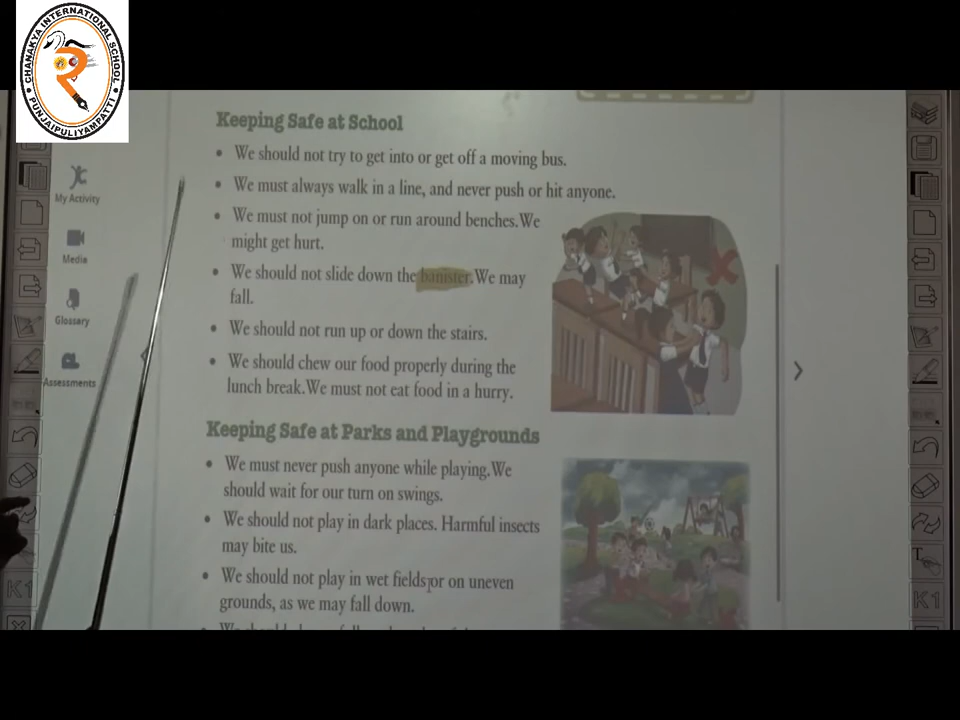 CHANAKYA INTERNATIONAL SCHOOL
PUNJAIPULIYAMPATTI
Keeping Safe at School
• We should not try to get into or get off a moving bus.
• We must always walk in a line, and never push or hit anyone.
• We must not jump on or run around benches.We
might get hurt.
• We should not slide down the banister.We may
fall.
• We should not run up or down the stairs.
• We should chew our food properly during the
lunch break.We must not eat food in a hurry.
Keeping Safe at Parks and Playgrounds
• We must never push anyone while playing.We
should wait for our turn on swings.
• We should not play in dark places. Harmful insects
may bite us.
• We should not play in wet fields or on uneven
grounds, as we may fall down.
My Activity
Media
Glossary
Assessments
K1
K1